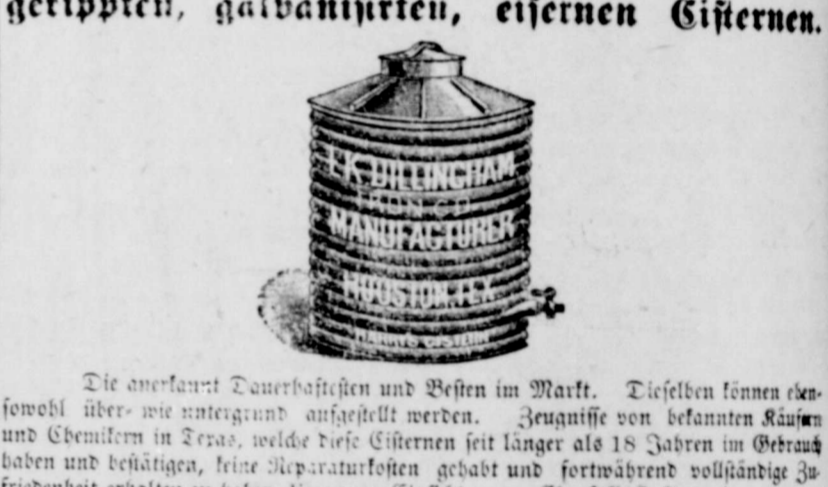 gerippten, galvanisirten, eisernen Cisternen.
DILLINGHAM
MANUFACTURER
HOUSTON, TEX.
Die anerkannt Dauerhaftesten und Besten im Markt. Dieselben können eben-
sowohl über- wie untergrund aufgestellt werden. Zeugnisse von bekannten Käufern
und Chemikern in Texas, welche diese Cisternen seit länger als 18 Jahren im Gebrauch
haben und bestätigen, keine Reparaturkosten gehabt und fortwährend vollständige Zu-